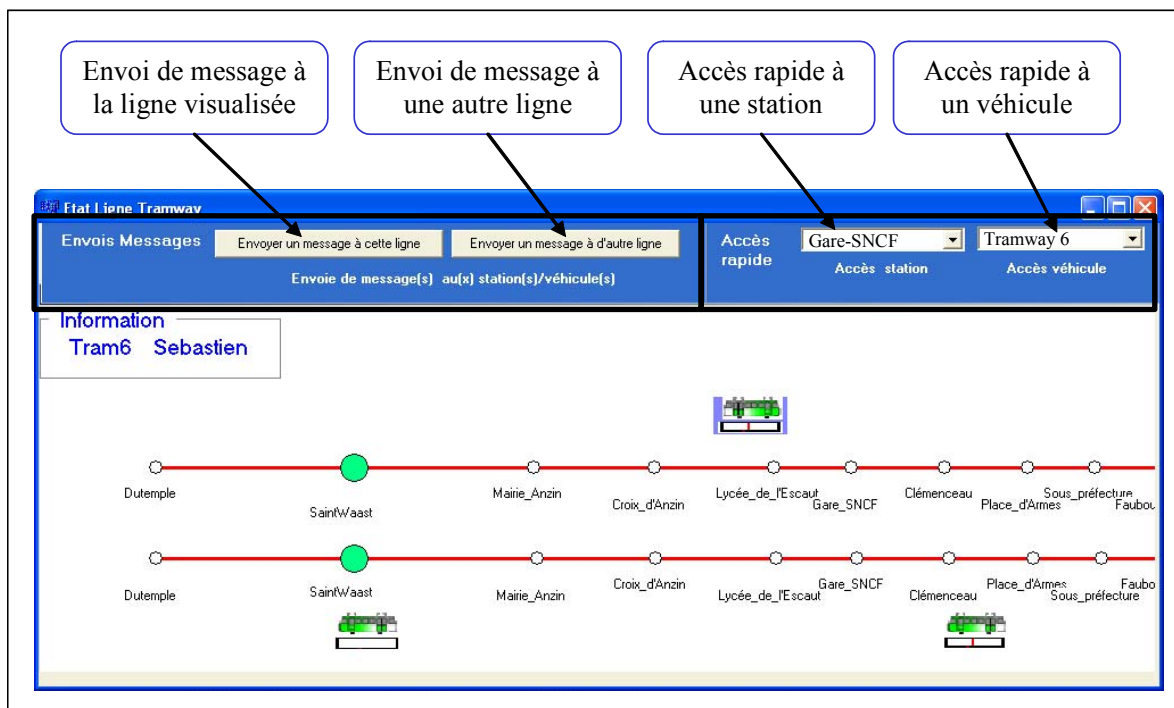 Envoi de message à
la ligne visualisée
Envoi de message à
une autre ligne
Accès rapide à
une station
Accès rapide à
un véhicule
Etat Ligne Tramway
Envois Messages
Envoyer un message à cette ligne
Envoyer un message à d'autre ligne
Envoie de message(s) au(x) station(s)/véhicule(s)
Accès
rapide
Gare-SNCF
Accès station
Tramway 6
Accès véhicule
Information
Tram6 Sebastien
Dutemple
SaintWaast
Mairie_Anzin
Croix_d'Anzin
Lycée_de_l'Escaut
Gare_SNCF
Clémenceau
Place_d'Armes
Sous_préfecture
Faubou
Dutemple
SaintWaast
Mairie_Anzin
Croix_d'Anzin
Lycée_de_l'Escaut
Gare_SNCF
Clémenceau
Place_d'Armes
Sous_préfecture
Faubo